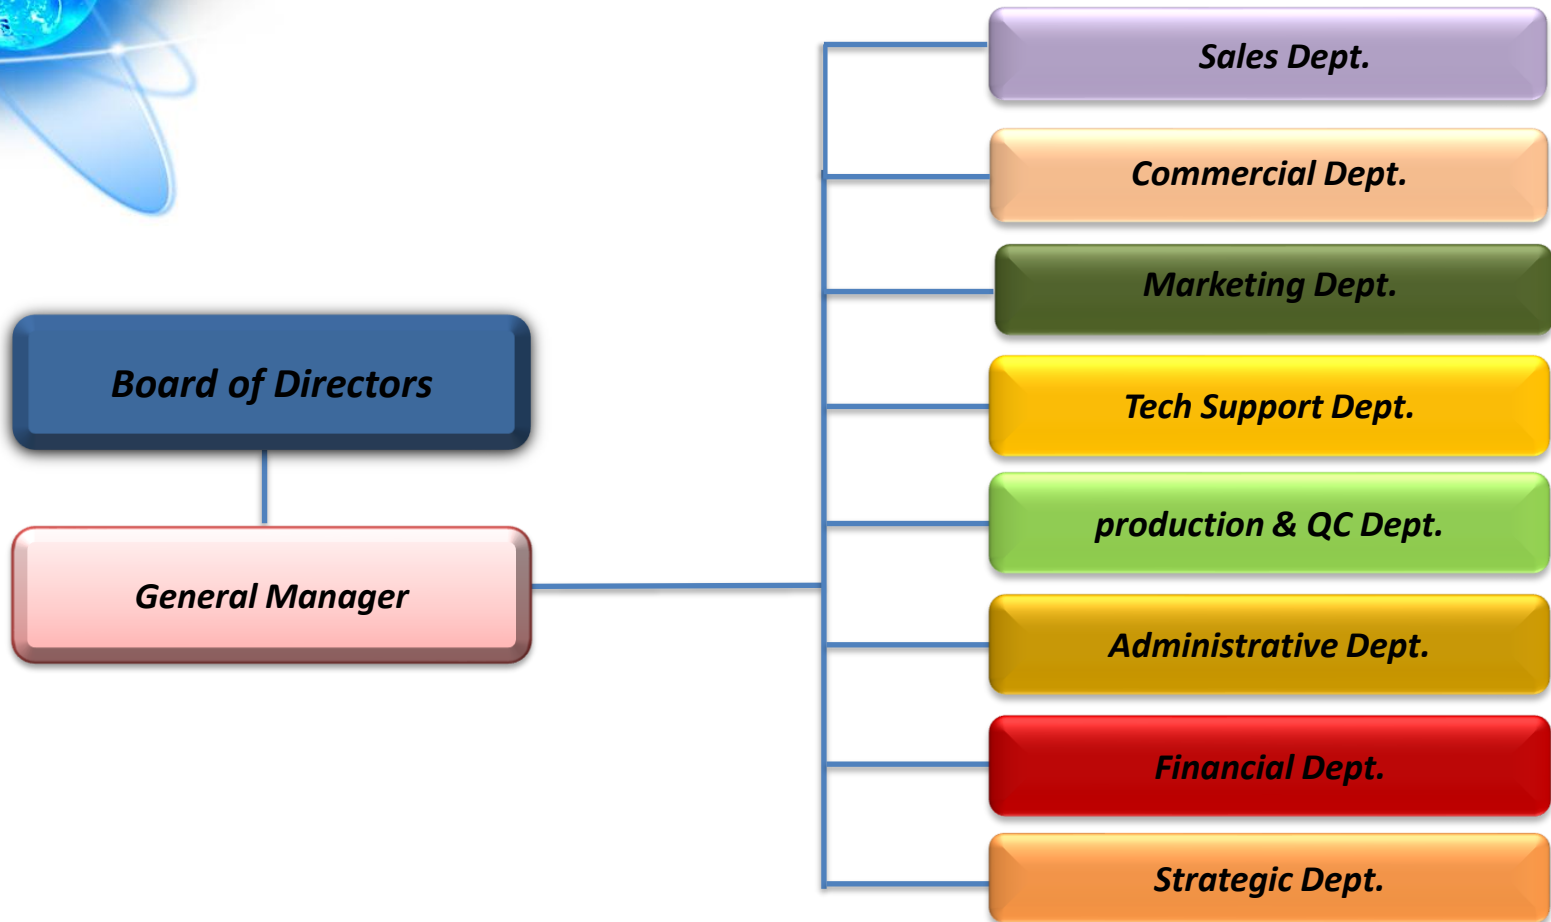 Board of Directors
General Manager
Sales Dept.
Commercial Dept.
Marketing Dept.
Tech Support Dept.
production & QC Dept.
Administrative Dept.
Financial Dept.
Strategic Dept.